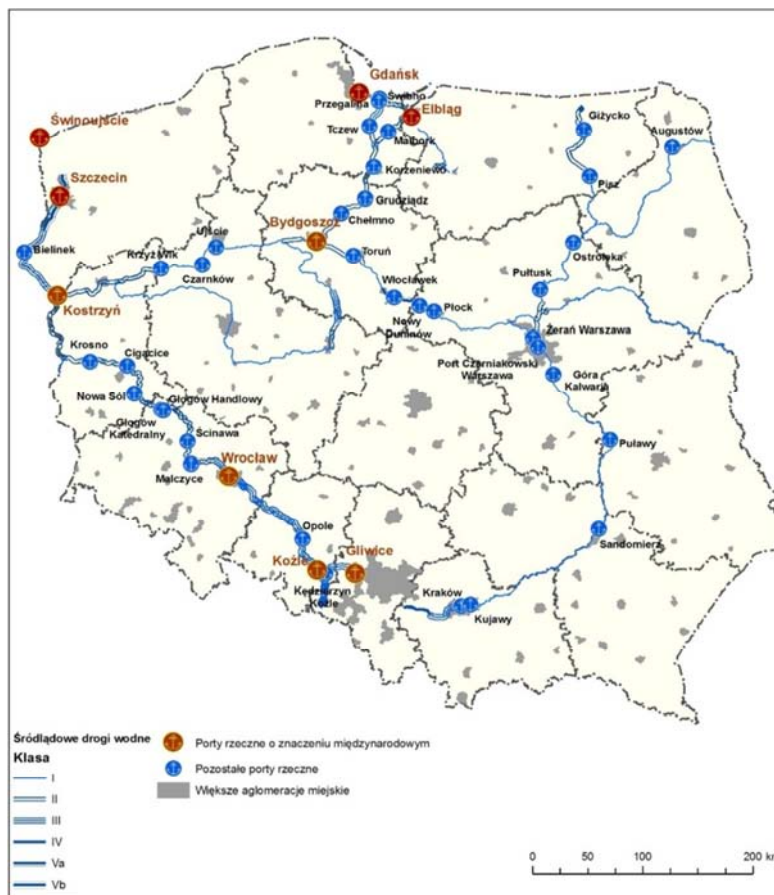 Gdańsk
Świbno
Przegalina
Elbląg
Świnoujście
Tczew
Malbork
Giżycko
Augustów
Szczecin
Korzeniewo
Pisz
Grudziądz
Chełmno
Bydgoszcz
Ujście
Ostrołęka
Bielinek
Krzyż Wlk
Toruń
Czarnków
Włocławek
Pułtusk
Kostrzyń
Płock
Nowy
Duninów
Żerań Warszawa
Krosno
Cigacice
Port Czerniakowski
Warszawa
Góra
Kalwaria
Nowa Sól
Głogów Handlowy
Głogów
Katedralny
Ścinawa
Puławy
Wrocław
Malczyce
Opole
Sandomierz
Koźle
Gliwice
Kędzierzyn
Koźle
Kraków
Kujawy
Śródlądowe drogi wodne
Klasa
I
II
III
IV
Va
Vb
Porty rzeczne o znaczeniu międzynarodowym
Pozostałe porty rzeczne
Większe aglomeracje miejskie
0 50 100 200 km